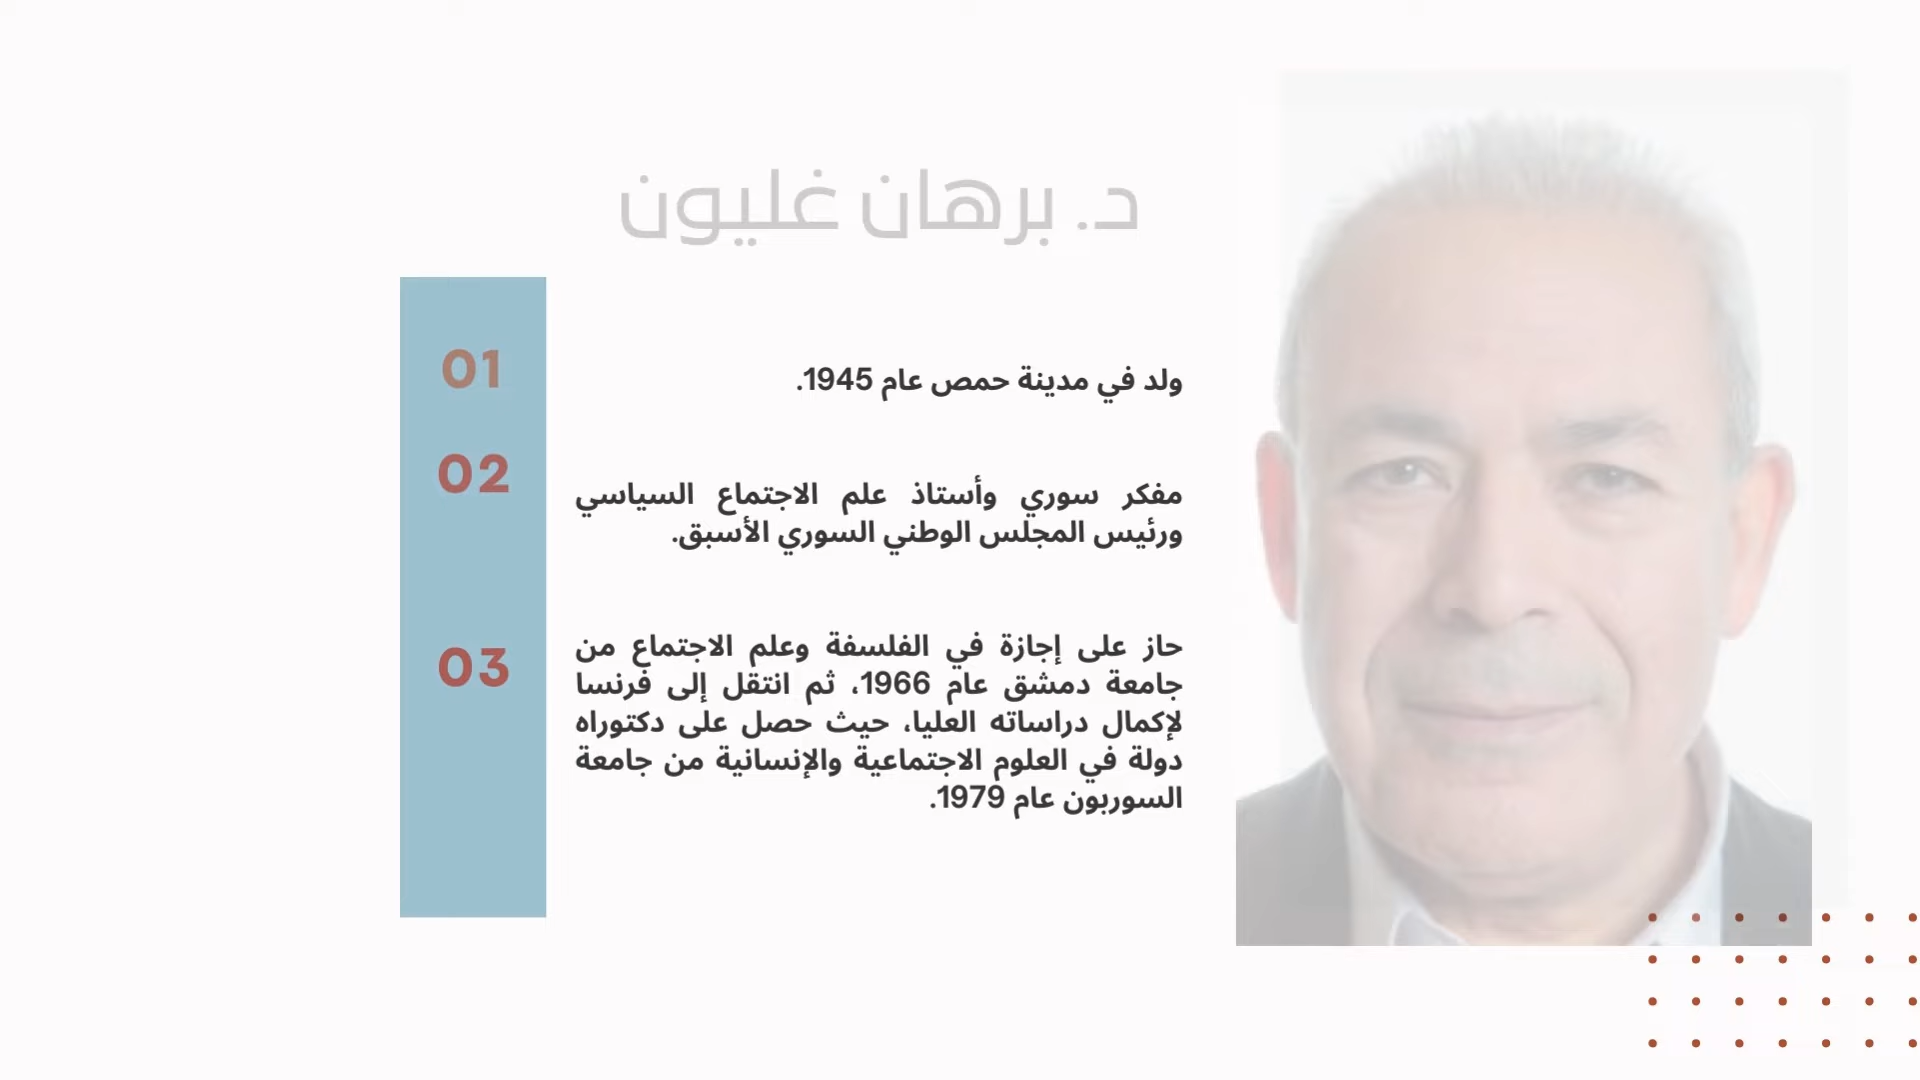 د. برهان غليون
01
ولد في مدينة حمص عام 1945.
02
مفكر سوري وأستاذ علم الاجتماع السياسي
ورئيس المجلس الوطني السوري الأسبق.
03
حاز على إجازة في الفلسفة وعلم الاجتماع من
جامعة دمشق عام 1966، ثم انتقل إلى فرنسا
لإكمال دراساته العليا، حيث حصل على دكتوراه
دولة في العلوم الاجتماعية والإنسانية من جامعة
السوربون عام 1979.